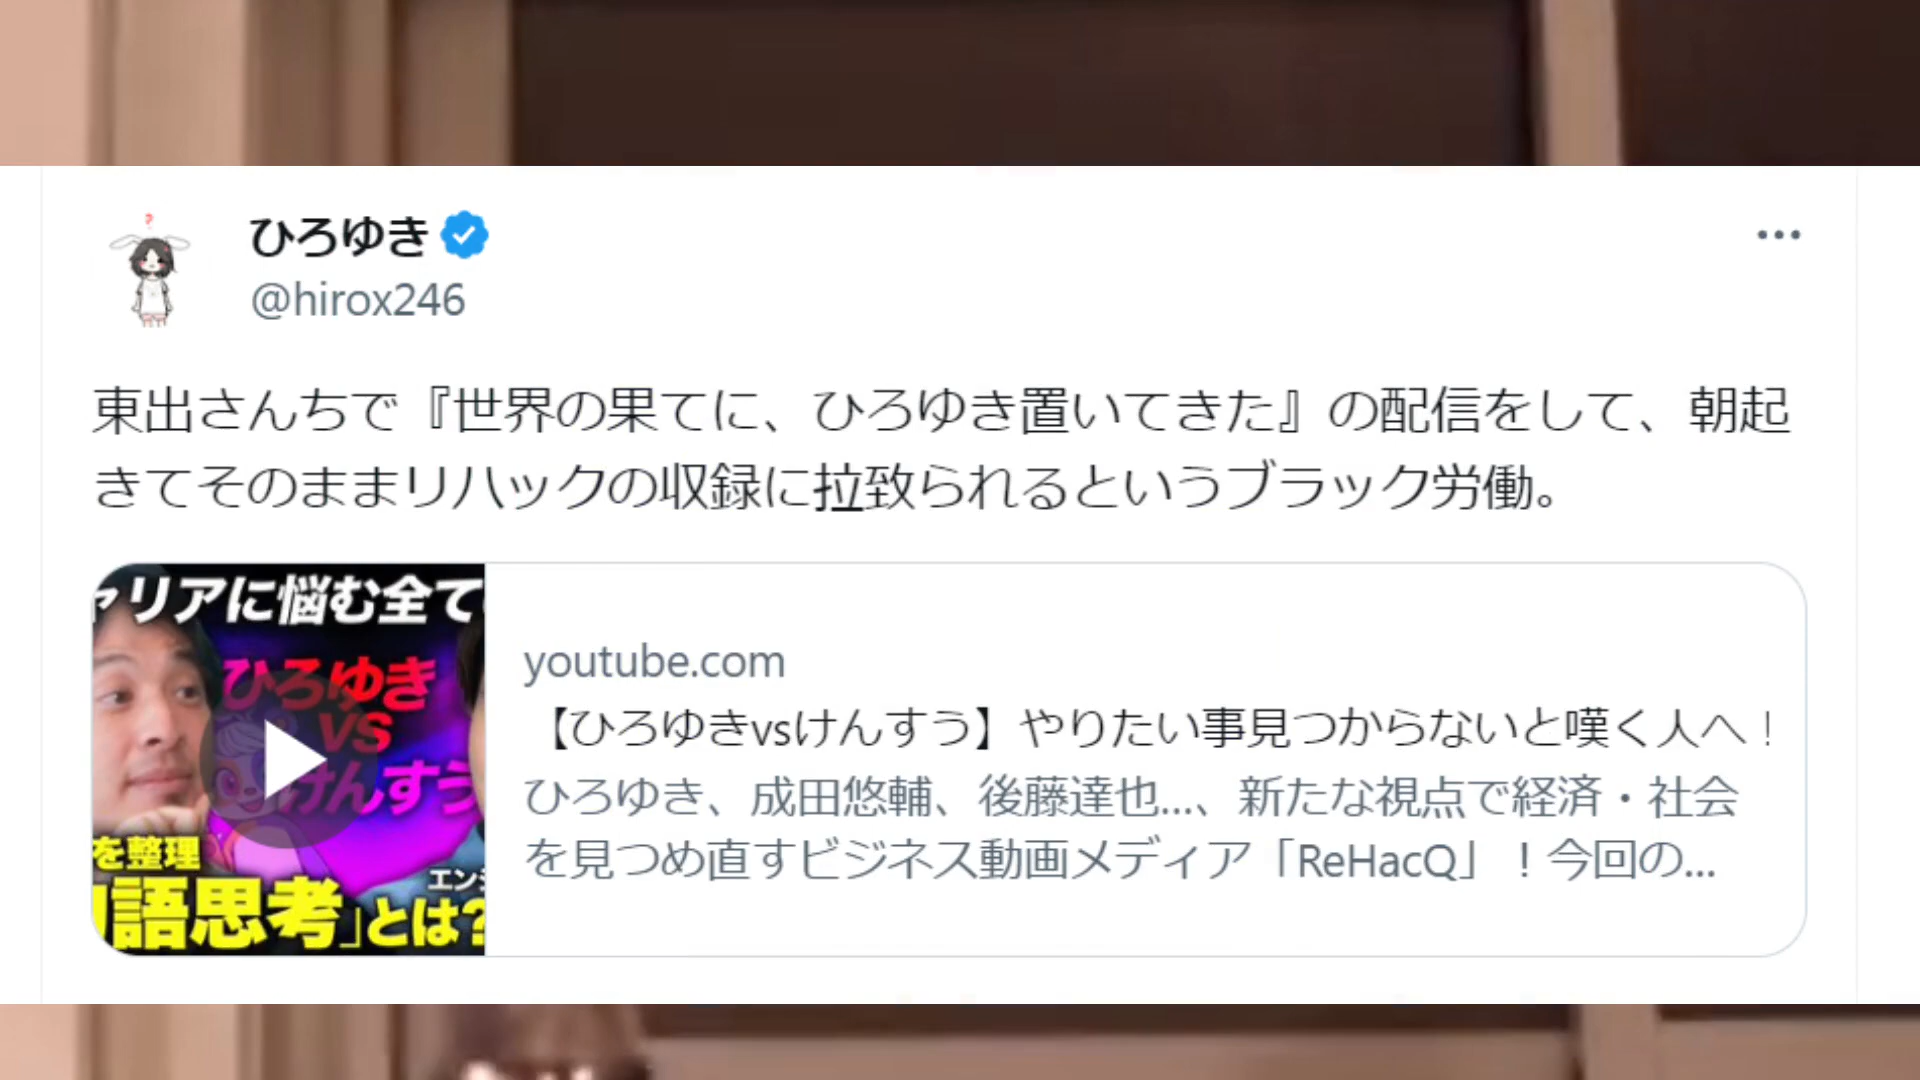 ひろゆき
@hirox246
東出さんちで『世界の果てに、ひろゆき置いてきた』の配信をして、朝起
きてそのままリハックの収録に拉致られるというブラック労働。
ャリアに悩む全て
ひろゆき
VS
けんすう
を整理
エン
語思考」とは?
youtube.com
【ひろゆきvsけんすう】やりたい事見つからないと嘆く人へ！
ひろゆき、成田悠輔、後藤達也...、新たな視点で経済・社会
を見つめ直すビジネス動画メディア「ReHacQ」！今回の...